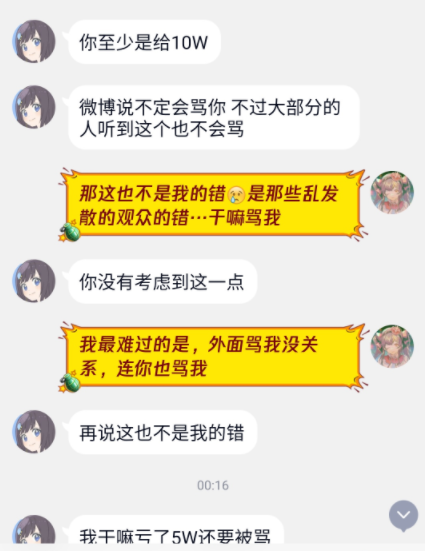 你至少是给10W
微博说不定会骂你 不过大部分的
人听到这个也不会骂
那这也不是我的错😢是那些乱发
散的观众的错…干嘛骂我
你没有考虑到这一点
我最难过的是，外面骂我没关
系，连你也骂我
再说这也不是我的错
00:16
我干嘛亏了5W还要被骂